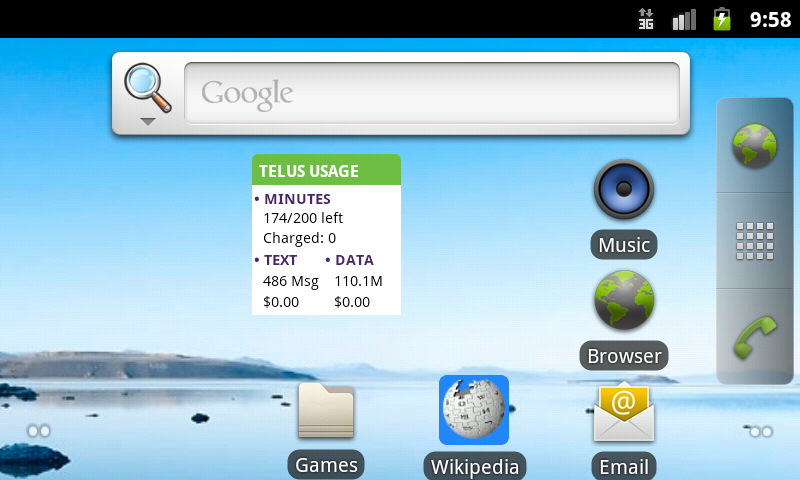 3G 9:58
Google
TELUS USAGE
• MINUTES
174/200 left
Charged: 0
• TEXT • DATA
486 Msg 110.1M
$0.00 $0.00
Music
Browser
@
Games Wikipedia Email